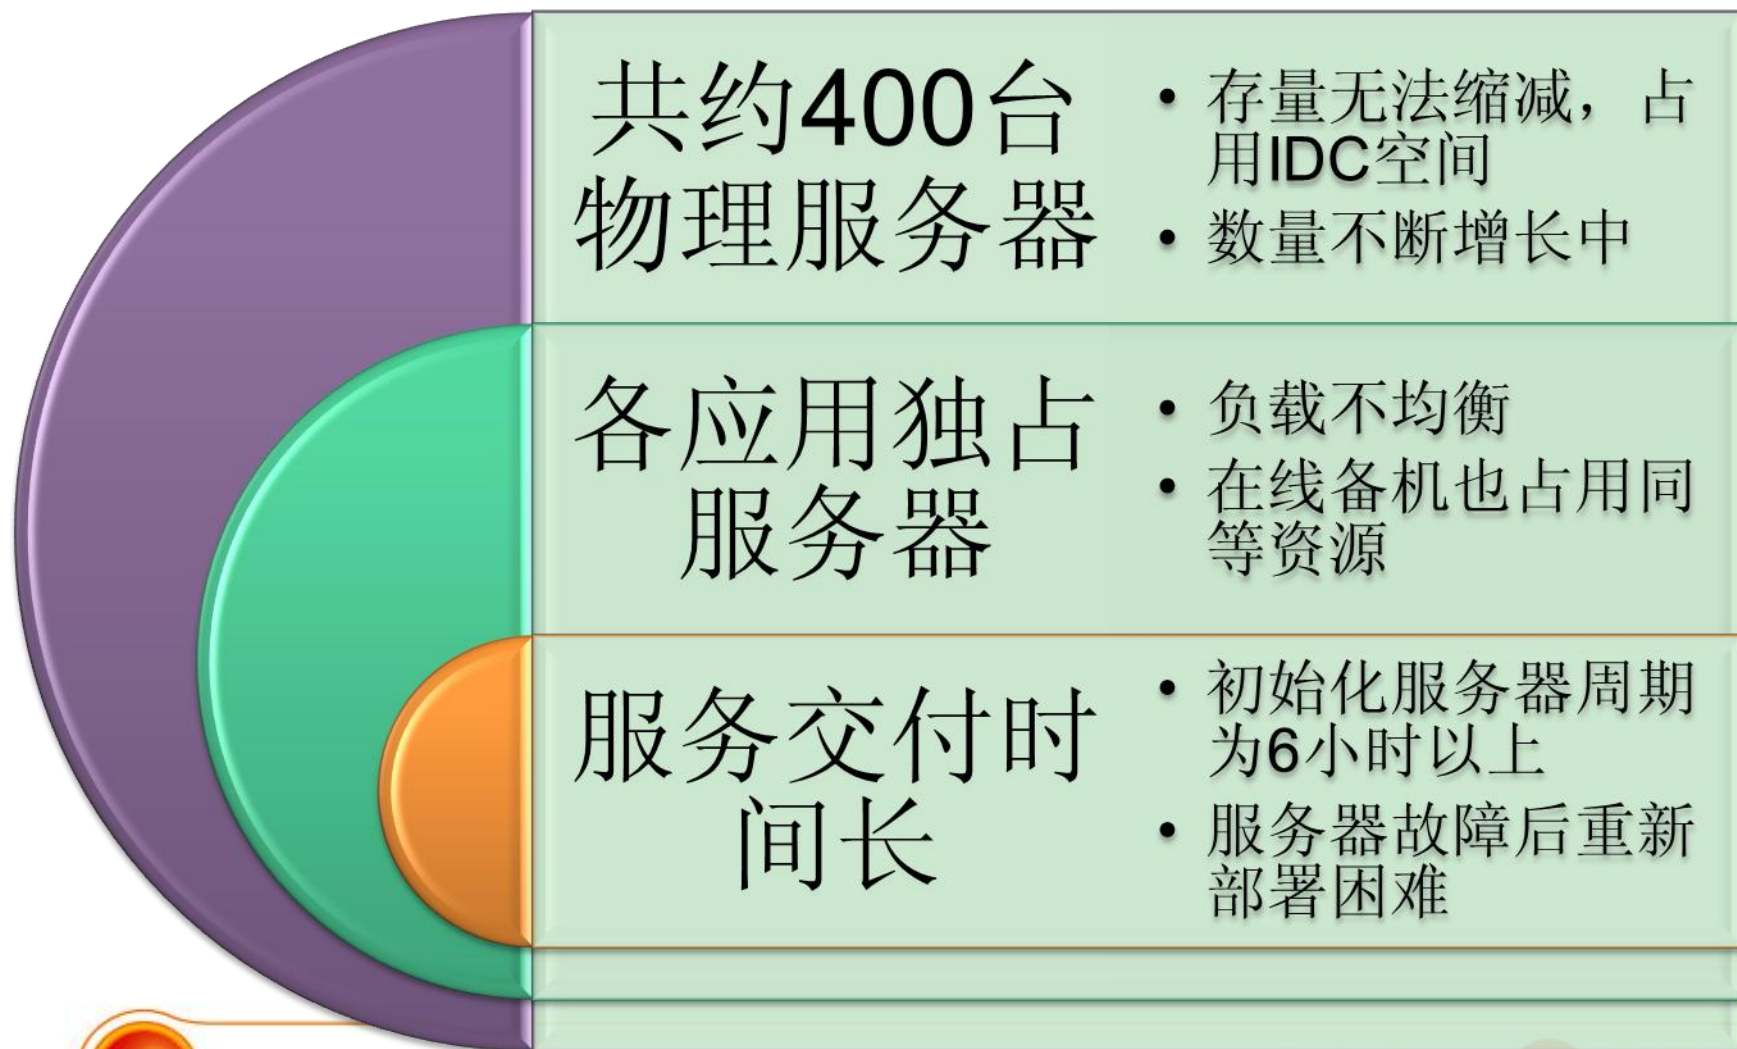 共约400台
物理服务器
• 存量无法缩减，占
用IDC空间
• 数量不断增长中
各应用独占
服务器
• 负载不均衡
• 在线备机也占用同
等资源
服务交付时
间长
• 初始化服务器周期
为6小时以上
• 服务器故障后重新
部署困难